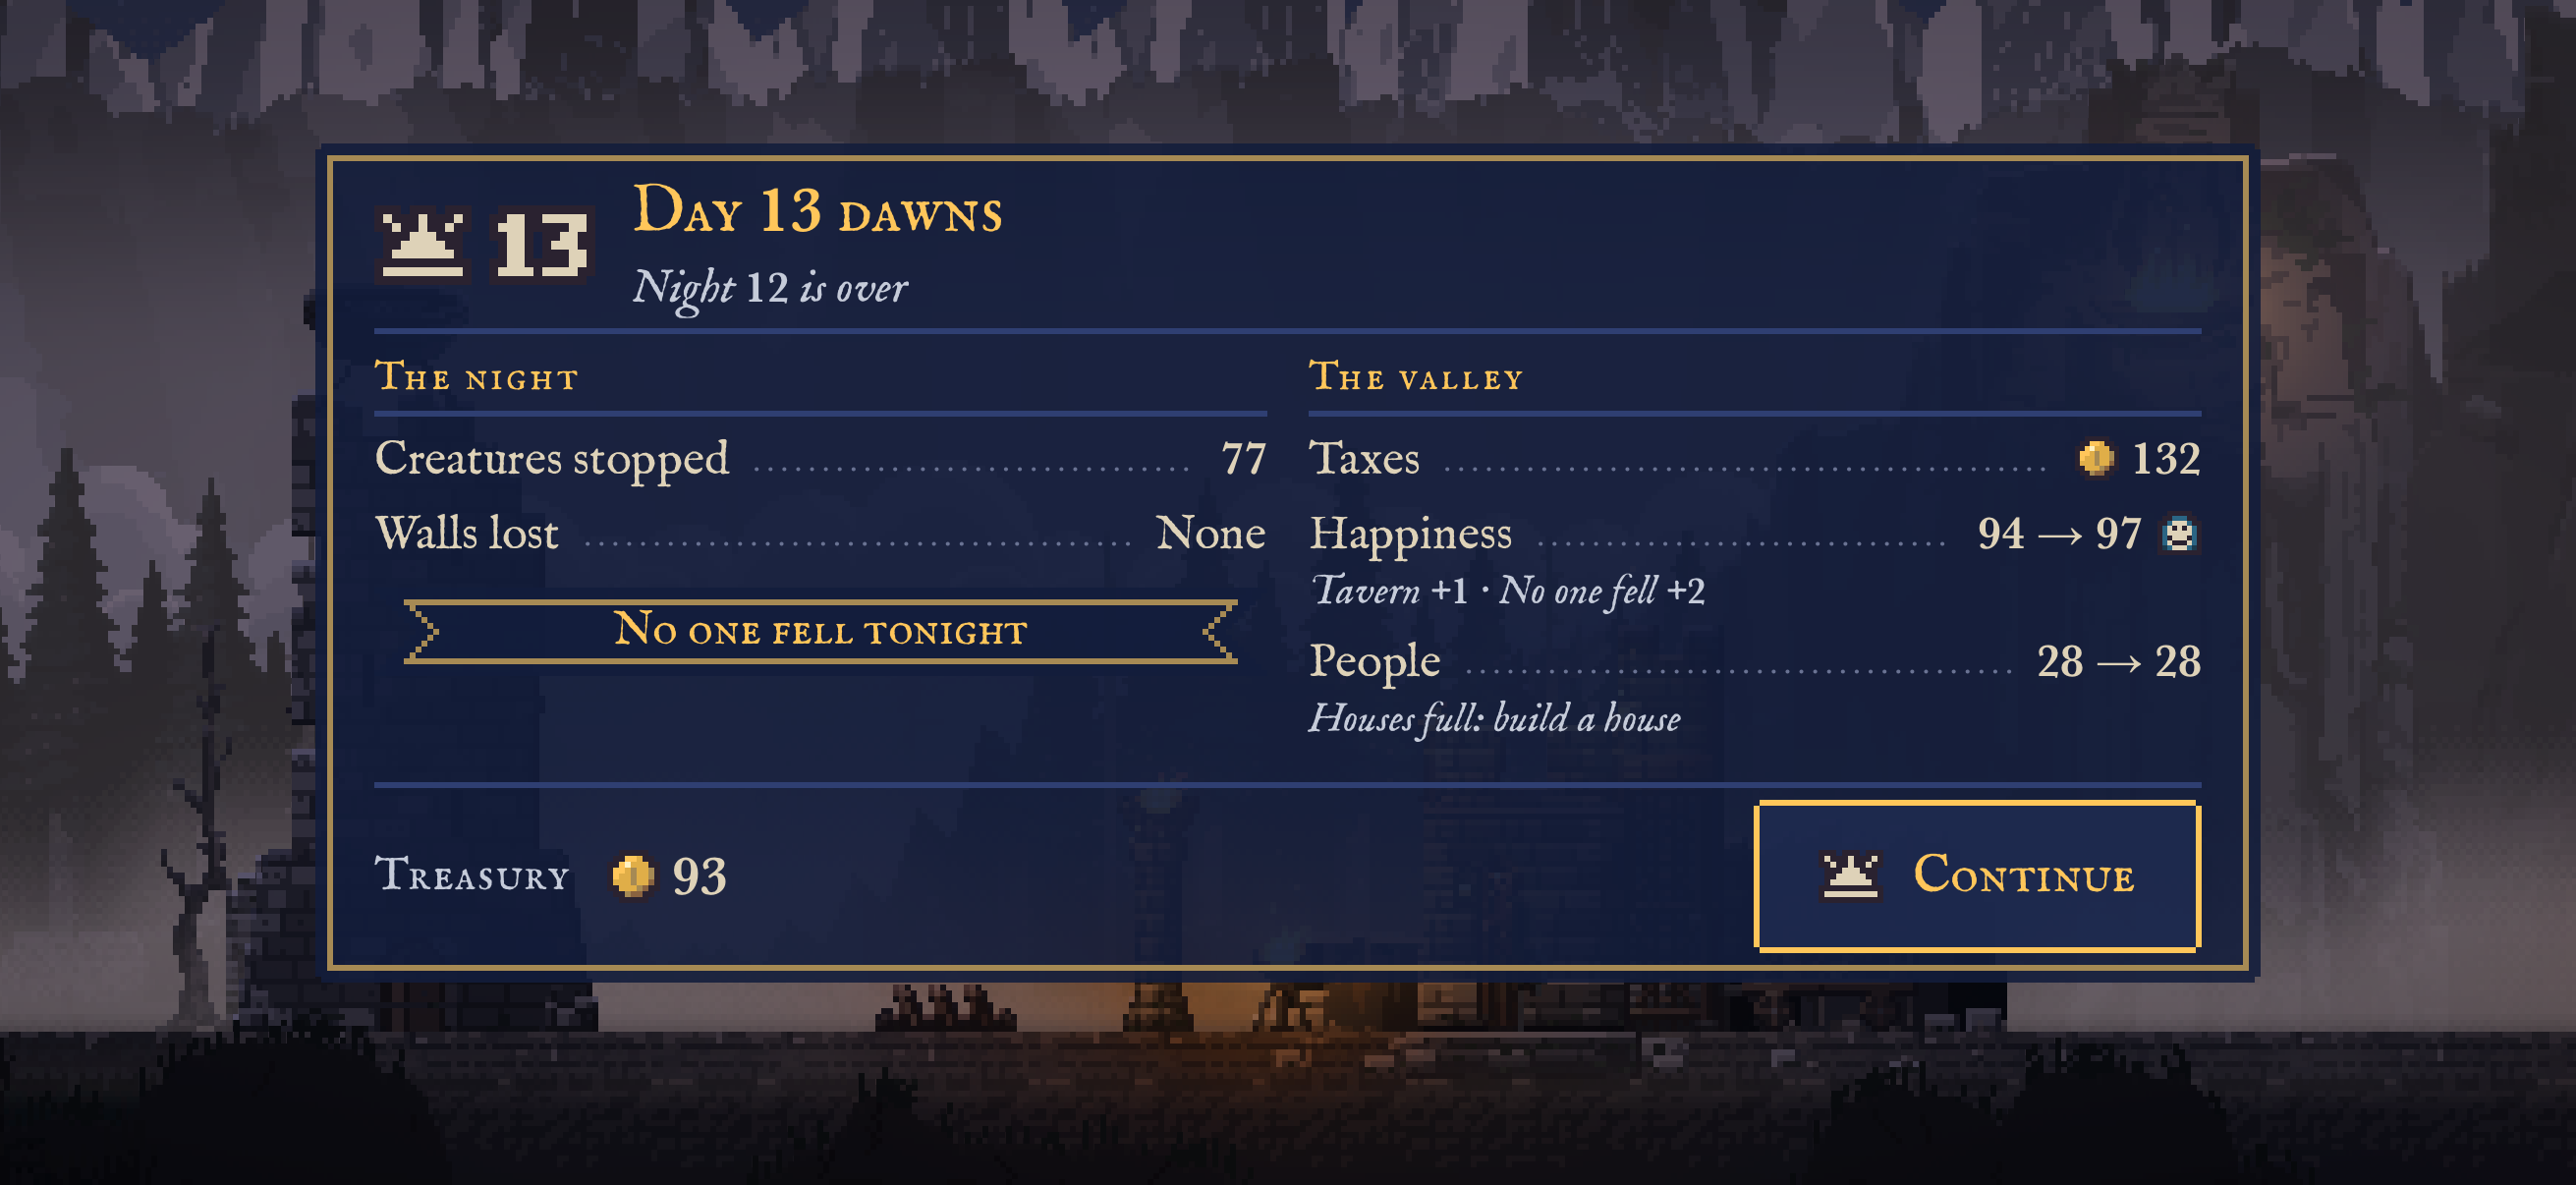 13
Day 13 dawns
Night 12 is over
The night
Creatures stopped 77
Walls lost None
No one fell tonight
The valley
Taxes 132
Happiness 94 → 97
Tavern +1 · No one fell +2
People 28 → 28
Houses full: build a house
Treasury 93
Continue